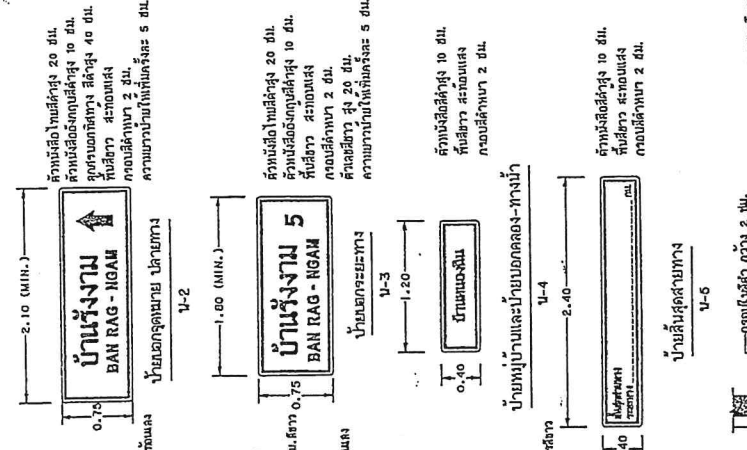 2.10 (MIN.)
0.75
บ้านรังงาม
BAN RAG - NGAM
ตัวหนังสือไทยสีดำสูง 20 ซม.
ตัวหนังสืออังกฤษสีดำสูง 10 ซม.
ลูกศรบอกทิศทาง สีดำสูง 40 ซม.
พื้นสีขาว สะท้อนแสง
กรอบสีดำหนา 2 ซม.
ความยาวป้ายให้เพิ่มครั้งละ 5 ซม.
ป้ายบอกจุดหมาย ปลายทาง
น-2
1.80 (MIN.)
0.75
บ้านรังงาม 5
BAN RAG - NGAM
ตัวหนังสือไทยสีดำสูง 20 ซม.
ตัวหนังสืออังกฤษสีดำสูง 10 ซม.
พื้นสีขาว สะท้อนแสง
กรอบสีดำหนา 2 ซม.
ตัวเลขสีขาว สูง 20 ซม.
ความยาวป้ายให้เพิ่มครั้งละ 5 ซม.
ป้ายบอกระยะทาง
น-3
1.20
0.40
ตัวหนังสือสีดำสูง 10 ซม.
พื้นสีขาว สะท้อนแสง
กรอบสีดำหนา 2 ซม.
ป้ายหมู่บ้านและป้ายบอกคลอง-ทางน้ำ
น-4
2.40
40
สิ้นสุดสายทาง
ระยะทาง กม.
ตัวหนังสือสีดำสูง 10 ซม.
พื้นสีขาว สะท้อนแสง
กรอบสีดำหนา 2 ซม.
ป้ายสิ้นสุดสายทาง
น-5